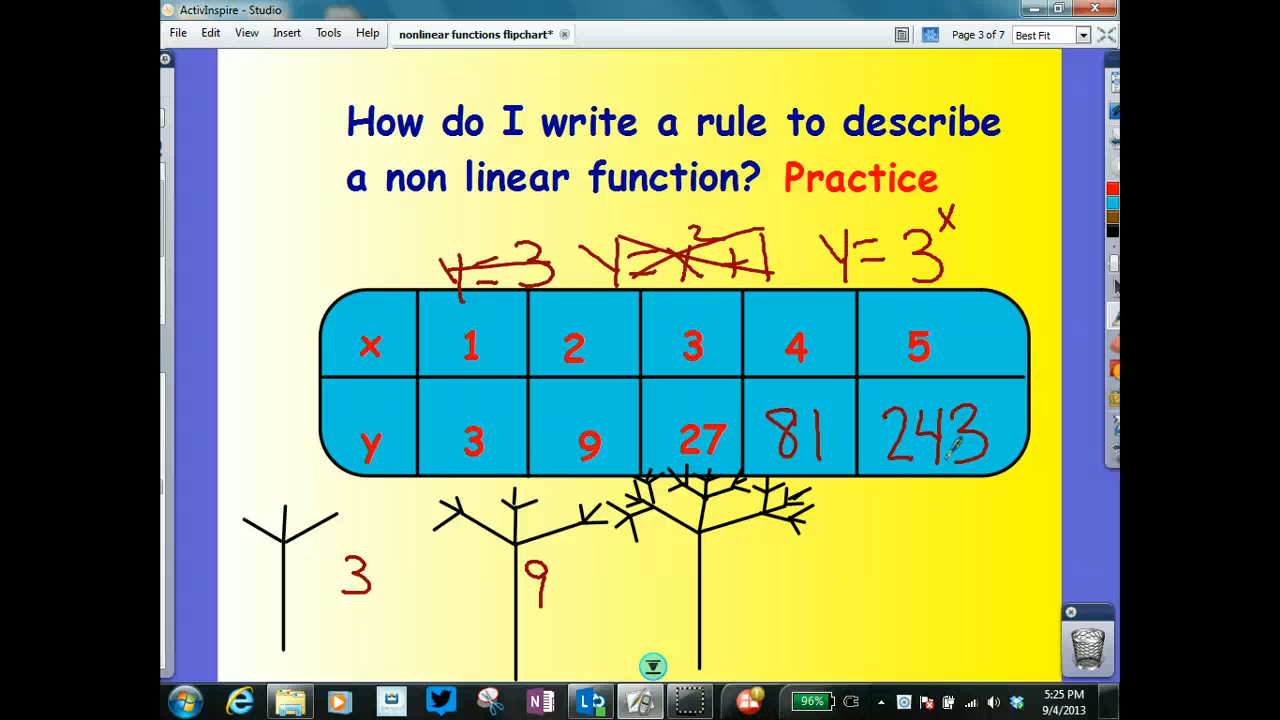 ActivInspire - Studio
File Edit View Insert Tools Help
nonlinear functions flipchart*
Page 3 of 7
Best Fit
How do I write a rule to describe
a non linear function? Practice
y=3
y=3^x
x 1 2 3 4 5
y 3 9 27 81 243
3
9
96%
5:25 PM
9/4/2013